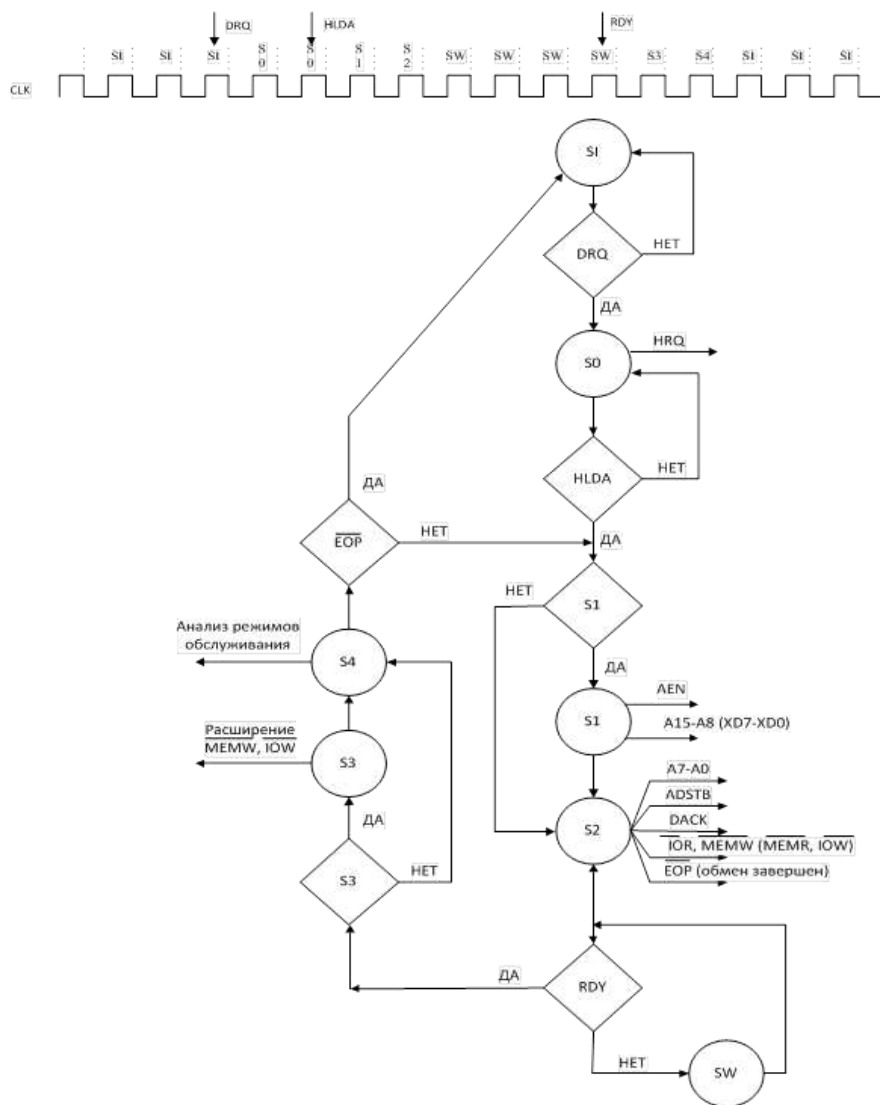 DRQ
HLDA
RDY
SI SI SI S0 S0 S1 S2 SW SW SW SW S3 S4 SI SI SI
CLK
SI
DRQ
НЕТ
ДА
S0
HRQ
HLDA
НЕТ
ДА
ДА
EOP
НЕТ
НЕТ
S1
ДА
Анализ режимов
обслуживания
S4
S1
AEN
A15-A8 (XD7-XD0)
Расширение
MEMW, IOW
S3
ДА
S2
A7-A0
ADSTB
DACK
IOR, MEMW (MEMR, IOW)
EOP (обмен завершен)
S3
НЕТ
ДА
RDY
НЕТ
SW